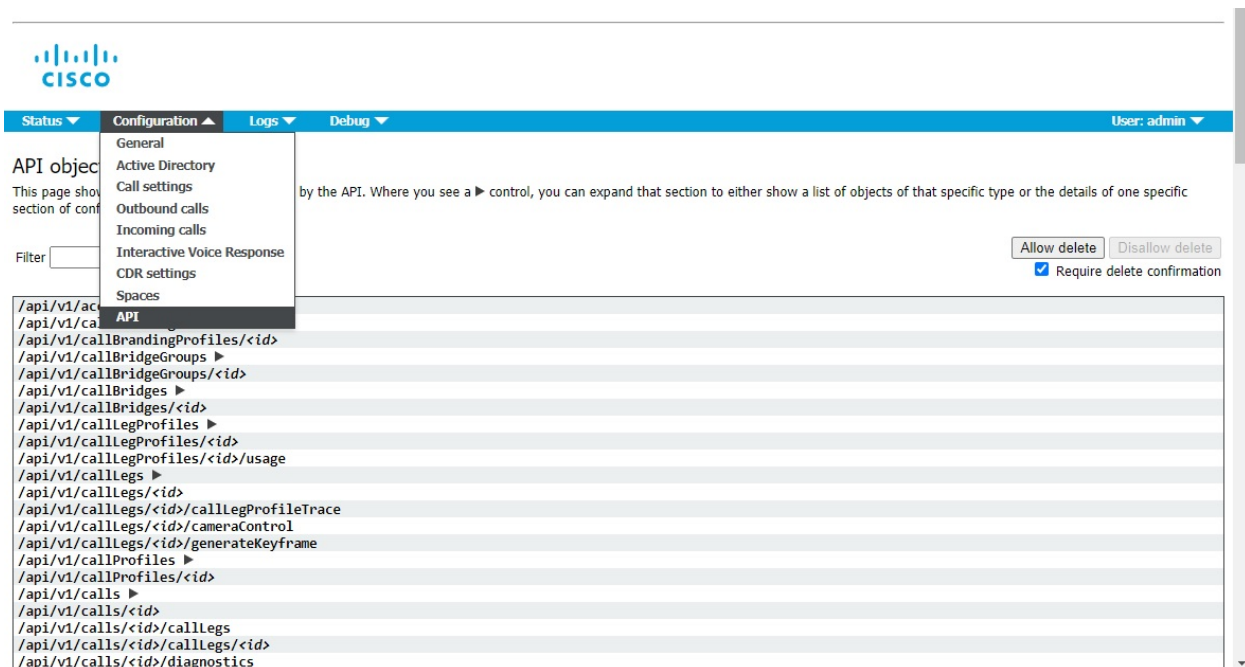 CISCO
Status Configuration Logs Debug User: admin
General
Active Directory
Call settings
Outbound calls
Incoming calls
Interactive Voice Response
CDR settings
Spaces
API
API objec
This page shov by the API. Where you see a ▶ control, you can expand that section to either show a list of objects of that specific type or the details of one specific
section of conf
Filter
Allow delete Disallow delete
Require delete confirmation
/api/v1/ac
/api/v1/ca
/api/v1/callBrandingProfiles/<id>
/api/v1/callBridgeGroups ▶
/api/v1/callBridgeGroups/<id>
/api/v1/callBridges ▶
/api/v1/callBridges/<id>
/api/v1/callLegProfiles ▶
/api/v1/callLegProfiles/<id>
/api/v1/callLegProfiles/<id>/usage
/api/v1/callLegs ▶
/api/v1/callLegs/<id>
/api/v1/callLegs/<id>/callLegProfileTrace
/api/v1/callLegs/<id>/cameraControl
/api/v1/callLegs/<id>/generateKeyframe
/api/v1/callProfiles ▶
/api/v1/callProfiles/<id>
/api/v1/calls ▶
/api/v1/calls/<id>
/api/v1/calls/<id>/callLegs
/api/v1/calls/<id>/callLegs/<id>
/api/v1/calls/<id>/diagnostics